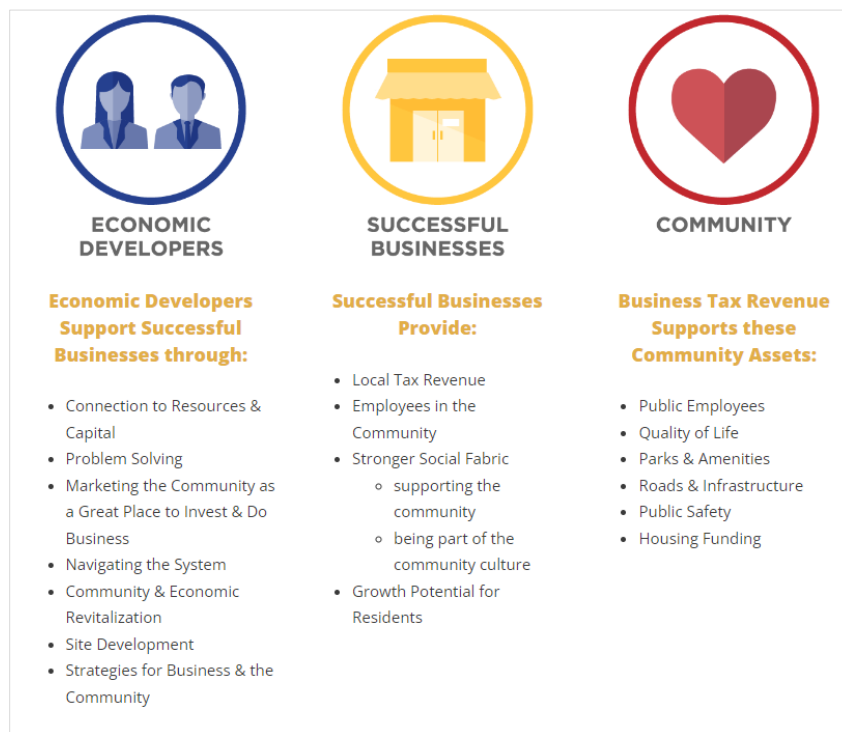 ECONOMIC
DEVELOPERS
Economic Developers
Support Successful
Businesses through:
• Connection to Resources &
Capital
• Problem Solving
• Marketing the Community as
a Great Place to Invest & Do
Business
• Navigating the System
• Community & Economic
Revitalization
• Site Development
• Strategies for Business & the
Community
SUCCESSFUL
BUSINESSES
Successful Businesses
Provide:
• Local Tax Revenue
• Employees in the
Community
• Stronger Social Fabric
○ supporting the
community
○ being part of the
community culture
• Growth Potential for
Residents
COMMUNITY
Business Tax Revenue
Supports these
Community Assets:
• Public Employees
• Quality of Life
• Parks & Amenities
• Roads & Infrastructure
• Public Safety
• Housing Funding